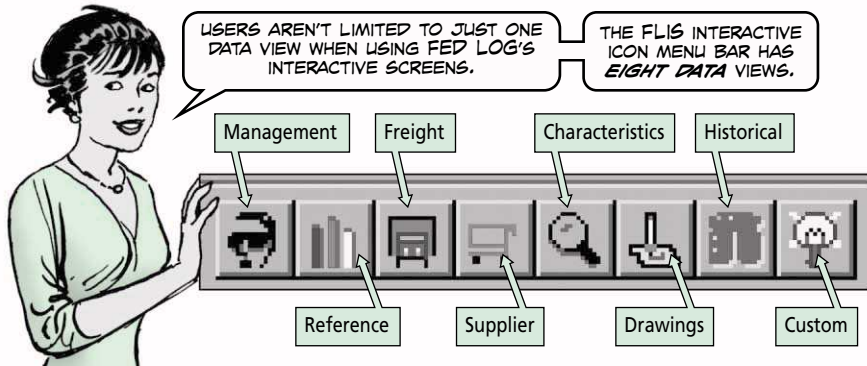 USERS AREN'T LIMITED TO JUST ONE
DATA VIEW WHEN USING FED LOG'S
INTERACTIVE SCREENS.
THE FLIS INTERACTIVE
ICON MENU BAR HAS
EIGHT DATA VIEWS.
Management
Freight
Characteristics
Historical
Reference
Supplier
Drawings
Custom